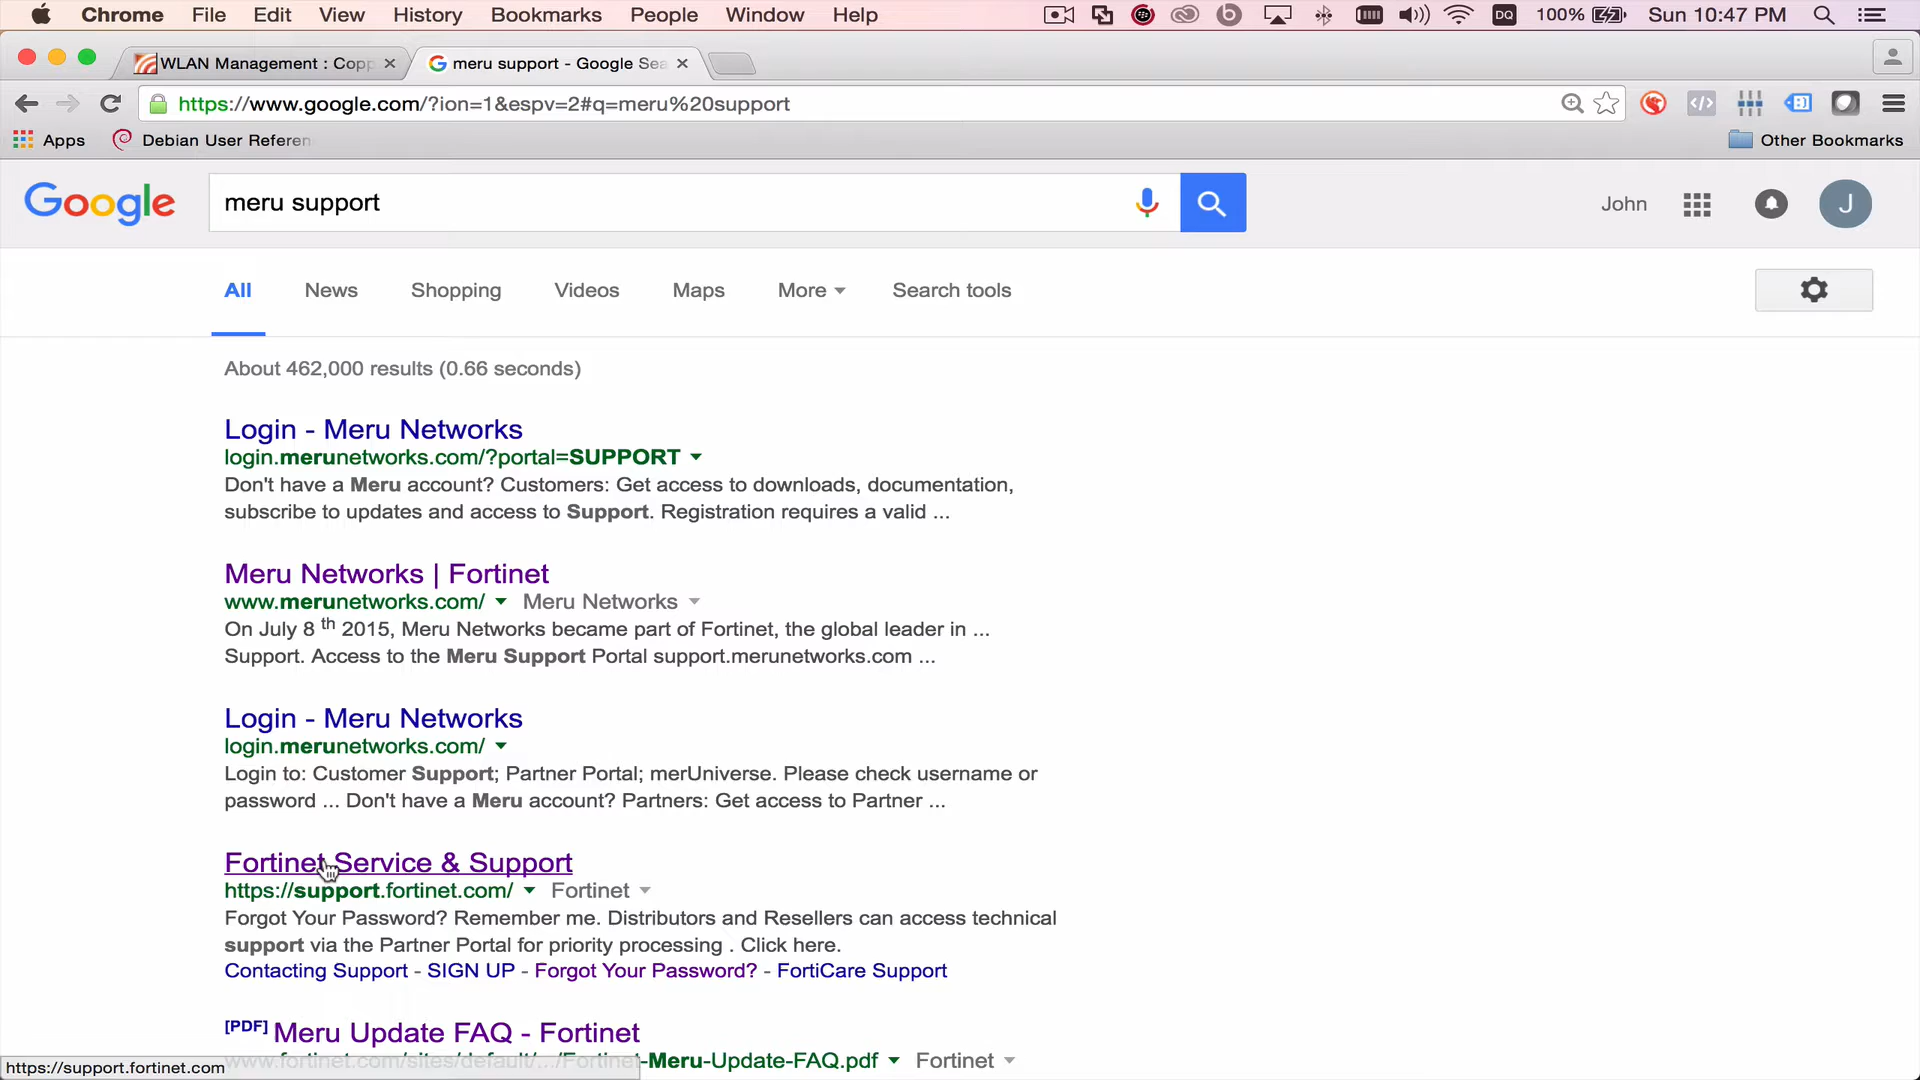 Chrome File Edit View History Bookmarks People Window Help DQ 100% Sun 10:47 PM
WLAN Management : Copp meru support - Google Sea
https://www.google.com/?ion=1&espv=2#q=meru%20support
Apps Debian User Referen Other Bookmarks
Google meru support John J
All News Shopping Videos Maps More Search tools
About 462,000 results (0.66 seconds)
Login - Meru Networks
login.merunetworks.com/?portal=SUPPORT
Don't have a Meru account? Customers: Get access to downloads, documentation,
subscribe to updates and access to Support. Registration requires a valid ...
Meru Networks | Fortinet
www.merunetworks.com/ Meru Networks
On July 8 th 2015, Meru Networks became part of Fortinet, the global leader in ...
Support. Access to the Meru Support Portal support.merunetworks.com ...
Login - Meru Networks
login.merunetworks.com/
Login to: Customer Support; Partner Portal; merUniverse. Please check username or
password ... Don't have a Meru account? Partners: Get access to Partner ...
Fortinet Service & Support
https://support.fortinet.com/ Fortinet
Forgot Your Password? Remember me. Distributors and Resellers can access technical
support via the Partner Portal for priority processing . Click here.
Contacting Support - SIGN UP - Forgot Your Password? - FortiCare Support
[PDF] Meru Update FAQ - Fortinet
www.fortinet.com/sites/default/.../Fortinet-Meru-Update-FAQ.pdf Fortinet
https://support.fortinet.com